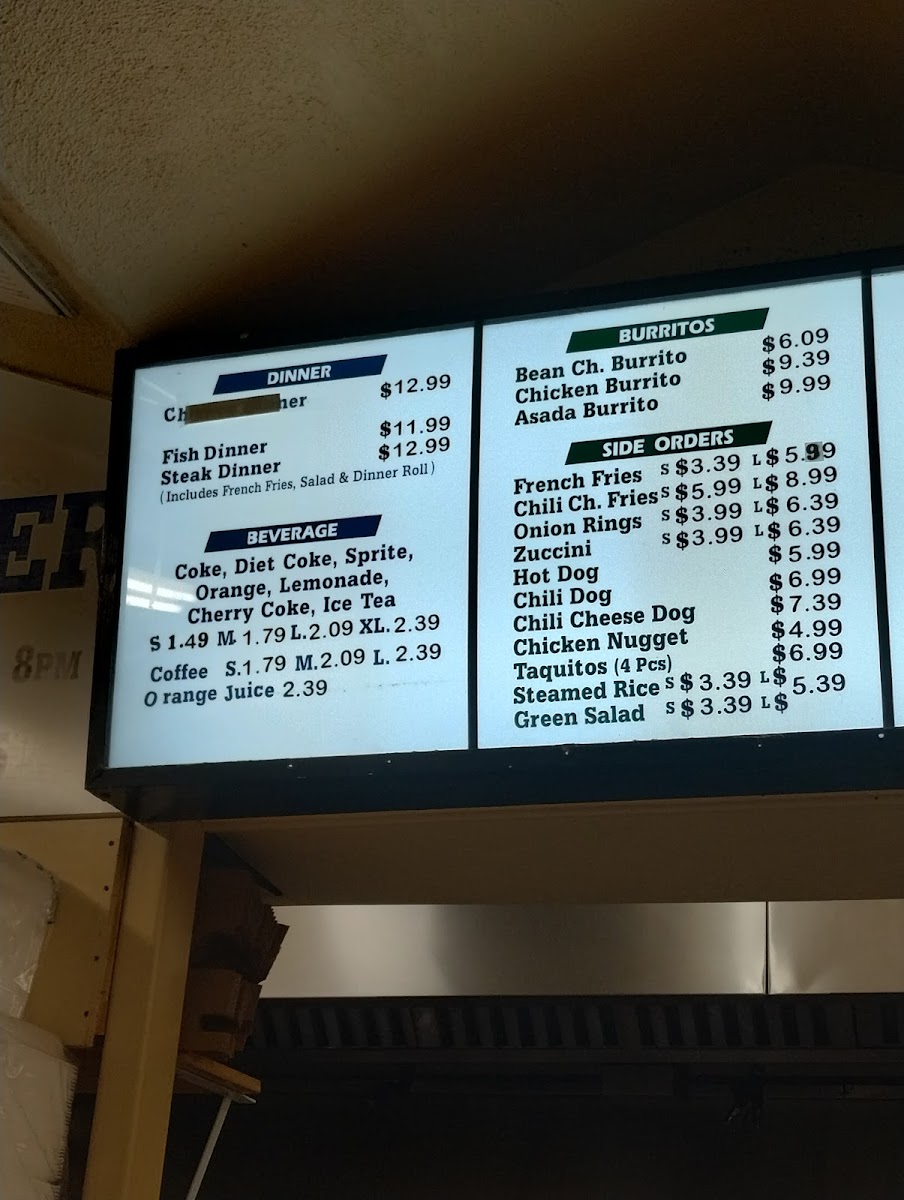 ER
8PM
DINNER
Ch ner $12.99
Fish Dinner $11.99
Steak Dinner $12.99
(Includes French Fries, Salad & Dinner Roll)
BEVERAGE
Coke, Diet Coke, Sprite,
Orange, Lemonade,
Cherry Coke, Ice Tea
S 1.49 M. 1.79 L. 2.09 XL. 2.39
Coffee S. 1.79 M. 2.09 L. 2.39
Orange Juice 2.39
BURRITOS
Bean Ch. Burrito $6.09
Chicken Burrito $9.39
Asada Burrito $9.99
SIDE ORDERS
French Fries S $3.39 L $5.99
Chili Ch. Fries S $5.99 L $8.99
Onion Rings S $3.99 L $6.39
Zuccini S $3.99 L $6.39
Hot Dog $5.99
Chili Dog $6.99
Chili Cheese Dog $7.39
Chicken Nugget $4.99
Taquitos (4 Pcs) $6.99
Steamed Rice S $3.39 L $
Green Salad S $3.39 L $ 5.39